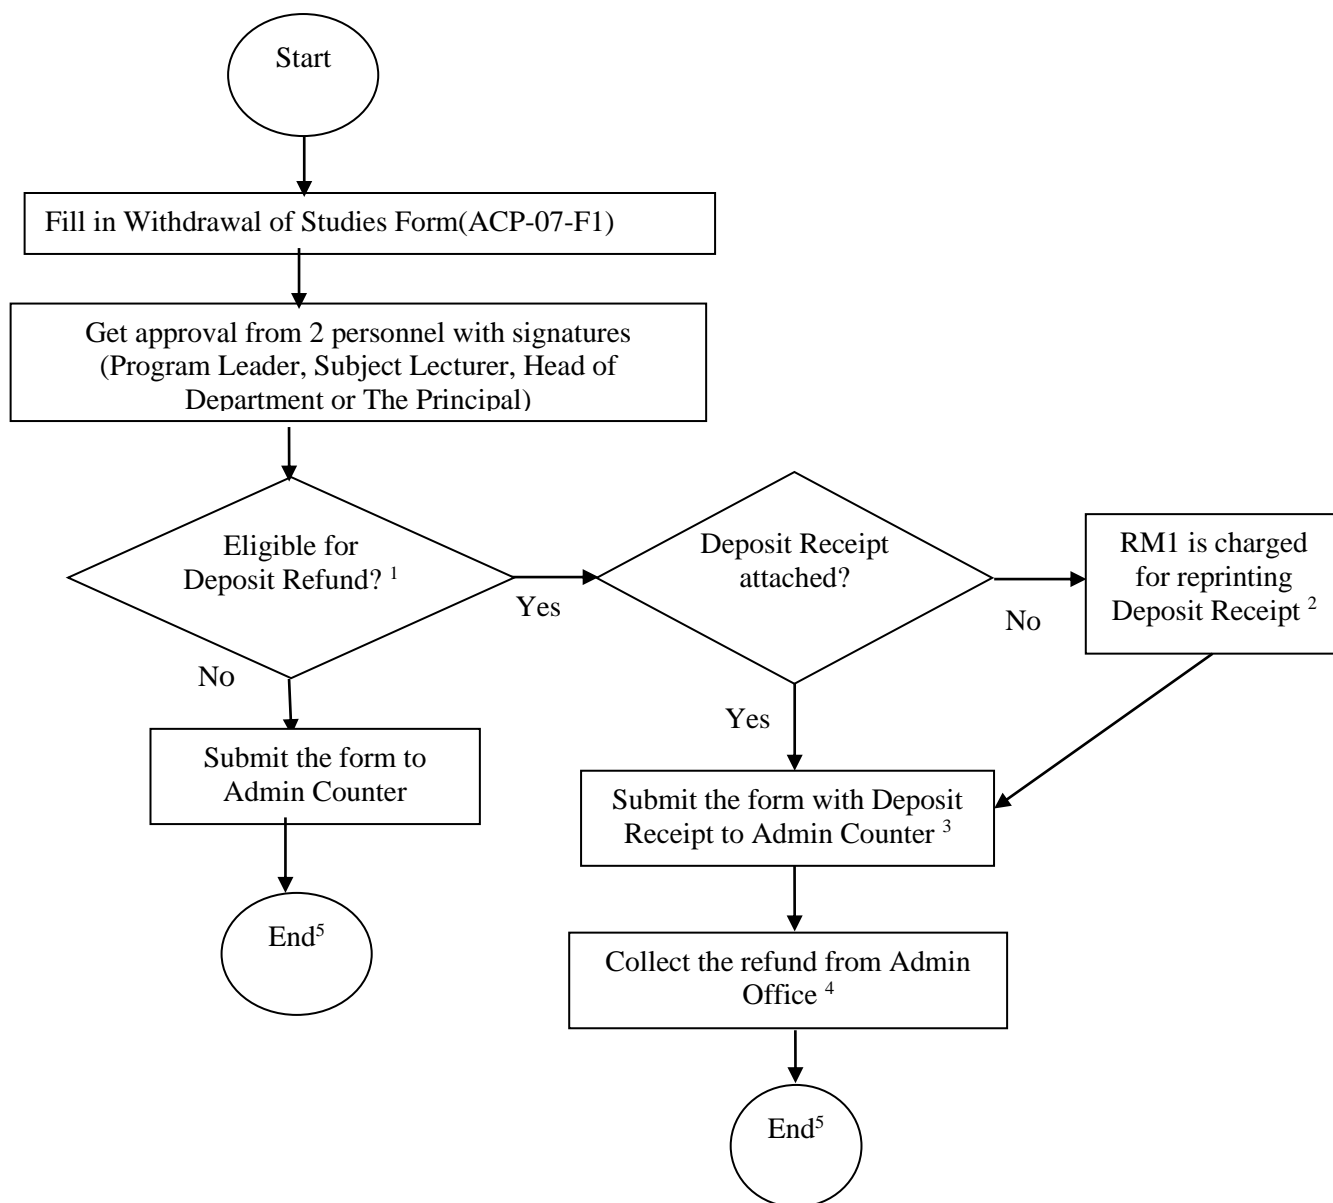 Start
Fill in Withdrawal of Studies Form(ACP-07-F1)
Get approval from 2 personnel with signatures
(Program Leader, Subject Lecturer, Head of
Department or The Principal)
Eligible for
Deposit Refund? ¹
Yes
No
Deposit Receipt
attached?
No
Yes
RM1 is charged
for reprinting
Deposit Receipt ²
Submit the form to
Admin Counter
Submit the form with Deposit
Receipt to Admin Counter ³
End⁵
Collect the refund from Admin
Office ⁴
End⁵